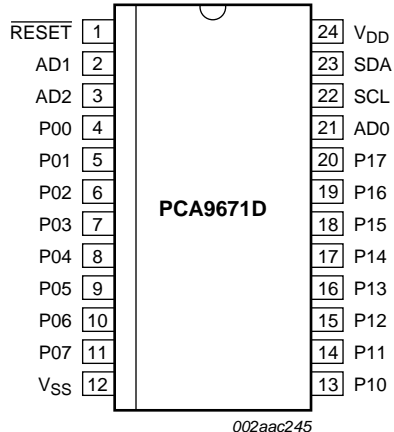 RESET 1 24 VDD
AD1 2 23 SDA
AD2 3 22 SCL
P00 4 21 AD0
P01 5 20 P17
P02 6 19 P16
PCA9671D
P03 7 18 P15
P04 8 17 P14
P05 9 16 P13
P06 10 15 P12
P07 11 14 P11
VSS 12 13 P10
002aac245